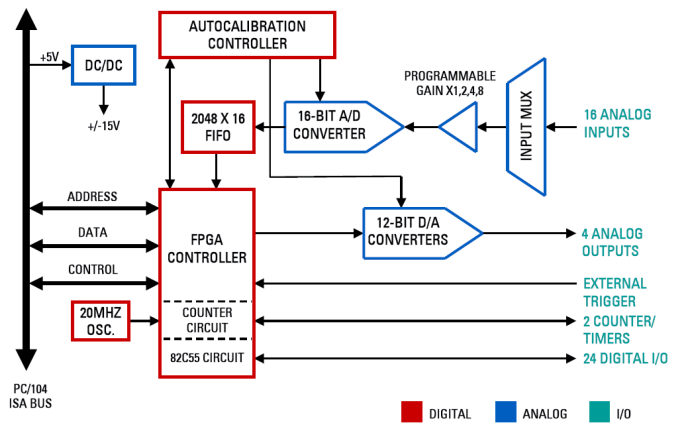 AUTOCALIBRATION
CONTROLLER
+5V
DC/DC
+/-15V
PROGRAMMABLE
GAIN X1,2,4,8
2048 X 16
FIFO
16-BIT A/D
CONVERTER
INPUT MUX
16 ANALOG
INPUTS
ADDRESS
DATA
CONTROL
FPGA
CONTROLLER
12-BIT D/A
CONVERTERS
4 ANALOG
OUTPUTS
EXTERNAL
TRIGGER
20MHZ
OSC.
COUNTER
CIRCUIT
2 COUNTER/
TIMERS
82C55 CIRCUIT
24 DIGITAL I/O
PC/104
ISA BUS
DIGITAL
ANALOG
I/O